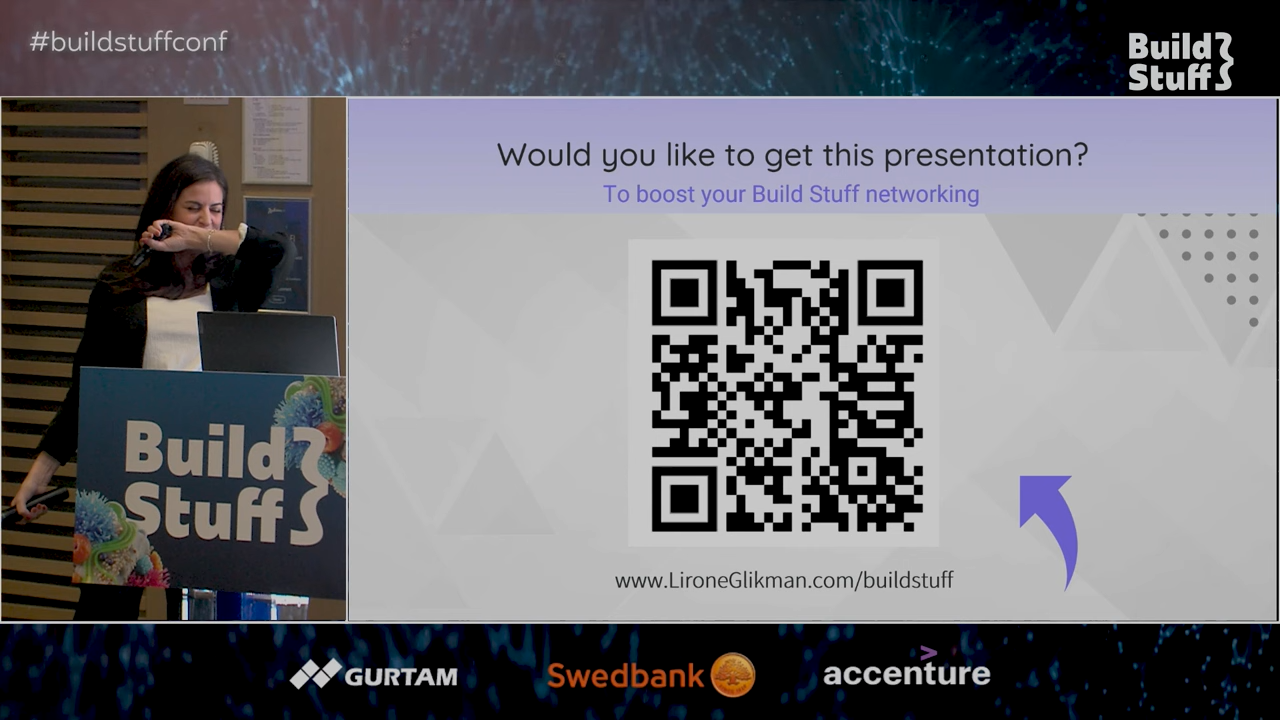 #buildstuffconf
Build
Stuff
Would you like to get this presentation?
To boost your Build Stuff networking
www.LironeGlikman.com/buildstuff
Build
Stuff
GURTAM
Swedbank
accenture